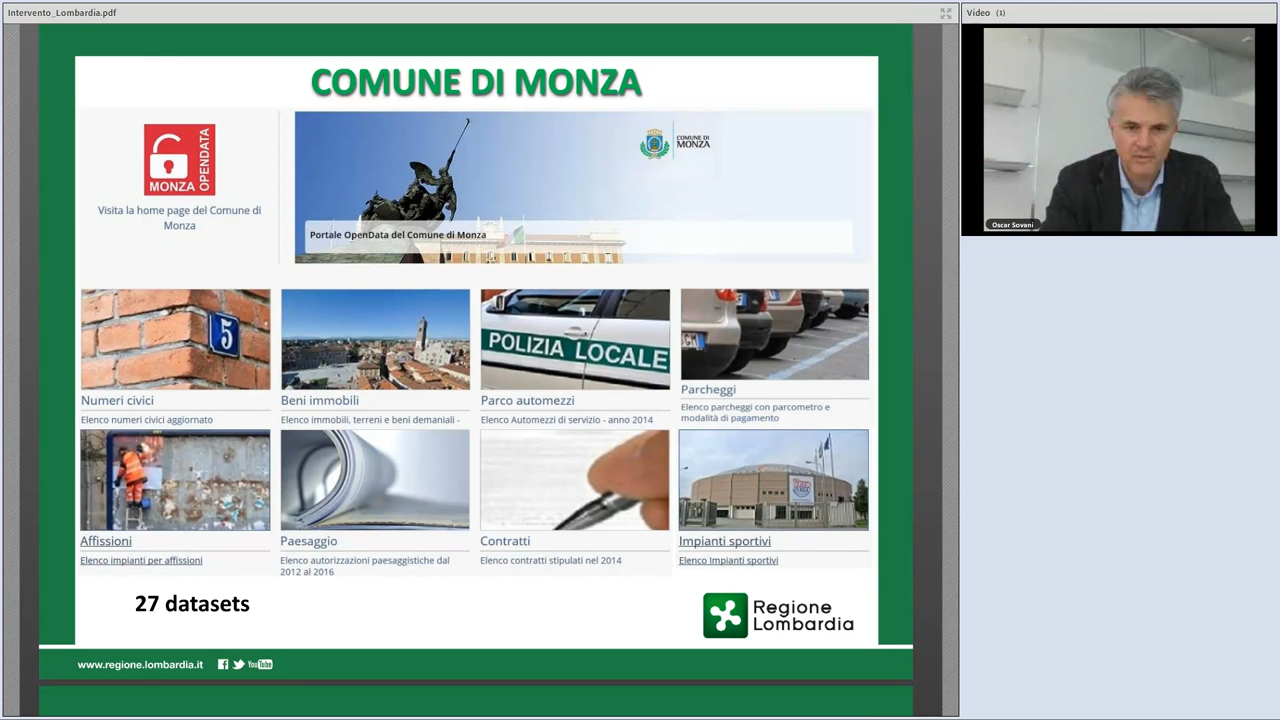 Intervento_Lombardia.pdf
Video (1)
COMUNE DI MONZA
MONZA
OPENDATA
Visita la home page del Comune di
Monza
COMUNE DI
MONZA
Portale OpenData del Comune di Monza
Oscar Sovani
5
POLIZIA LOCALE
Numeri civici
Elenco numeri civici aggiornato
Beni immobili
Elenco immobili, terreni e beni demaniali -
Parco automezzi
Elenco Automezzi di servizio - anno 2014
Parcheggi
Elenco parcheggi con parcometro e
modalità di pagamento
Affissioni
Elenco impianti per affissioni
Paesaggio
Elenco autorizzazioni paesaggistiche dal
2012 al 2016
Contratti
Elenco contratti stipulati nel 2014
Impianti sportivi
Elenco Impianti sportivi
27 datasets
Regione
Lombardia
www.regione.lombardia.it
YouTube